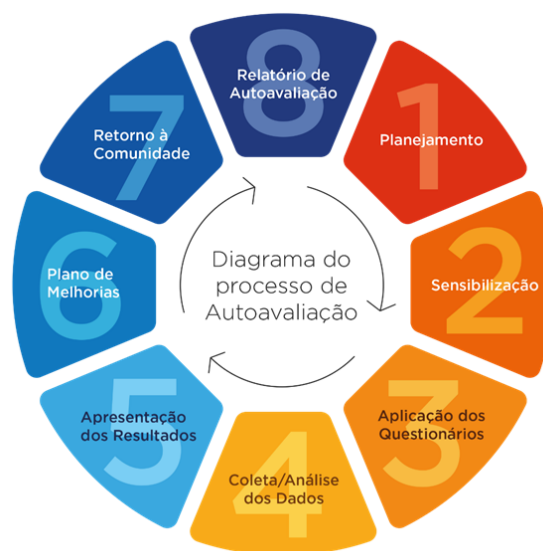 8
Relatório de
Autoavaliação
1
Planejamento
2
Sensibilização
3
Aplicação dos
Questionários
4
Coleta/Análise
dos Dados
5
Apresentação
dos Resultados
6
Plano de
Melhorias
7
Retorno à
Comunidade
Diagrama do
processo de
Autoavaliação